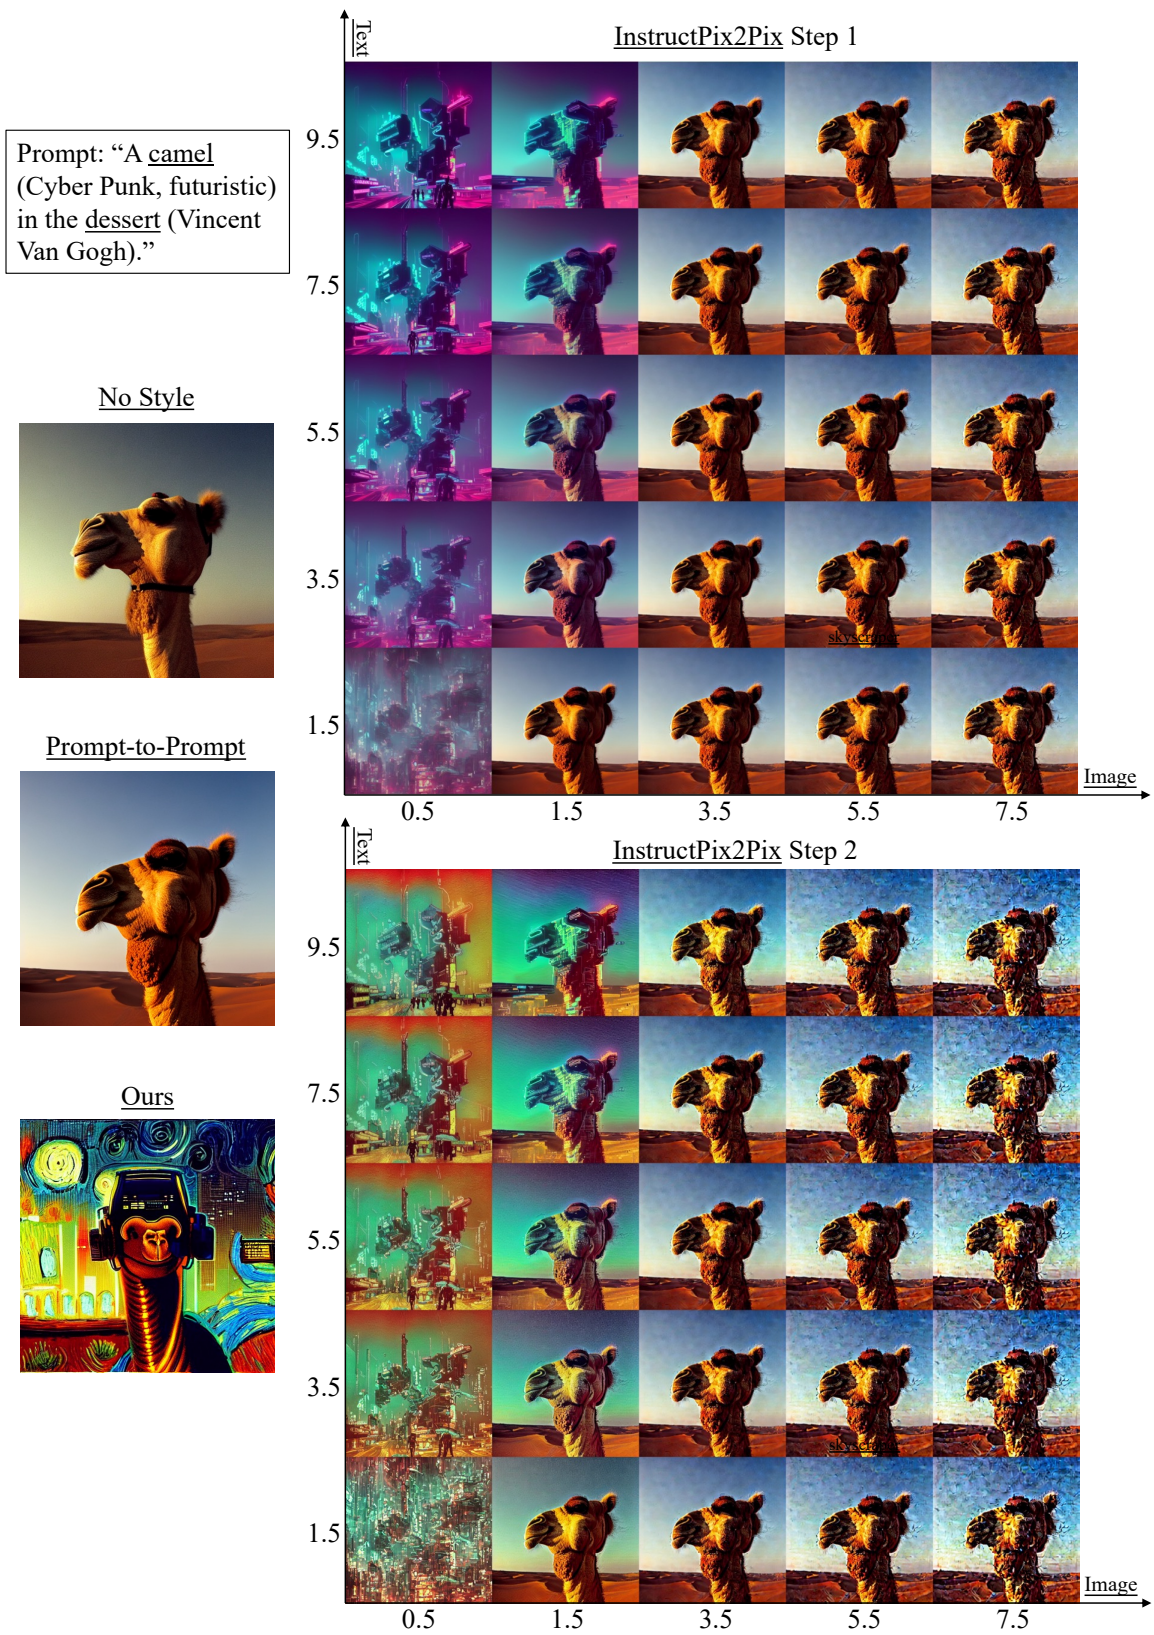 Text
InstructPix2Pix Step 1
Prompt: “A camel
(Cyber Punk, futuristic)
in the dessert (Vincent
Van Gogh).”
9.5
7.5
5.5
3.5
1.5
skyscraper
Image
0.5 1.5 3.5 5.5 7.5
No Style
Prompt-to-Prompt
Ours
Text
InstructPix2Pix Step 2
9.5
7.5
5.5
3.5
1.5
skyscraper
Image
0.5 1.5 3.5 5.5 7.5